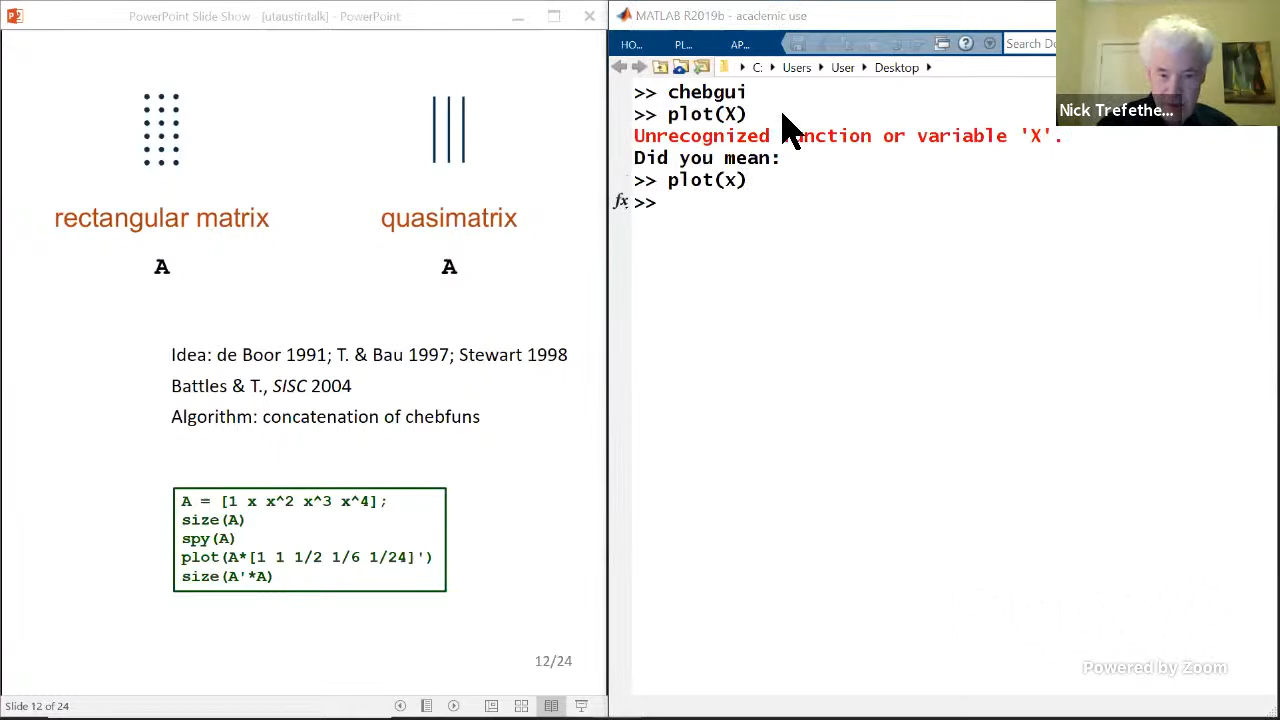 PowerPoint Slide Show - [utaustintalk] - PowerPoint
rectangular matrix
quasimatrix
A
A
Idea: de Boor 1991; T. & Bau 1997; Stewart 1998
Battles & T., SISC 2004
Algorithm: concatenation of chebfuns
A = [1 x x^2 x^3 x^4];
size(A)
spy(A)
plot(A*[1 1 1/2 1/6 1/24]')
size(A'*A)
12/24
Slide 12 of 24
MATLAB R2019b - academic use
HO...
PL...
AP...
Search Do
C:
Users
User
Desktop
>> chebgui
>> plot(X)
Unrecognized function or variable 'X'.
Did you mean:
>> plot(x)
fx >>
Nick Trefethe...
Powered by Zoom